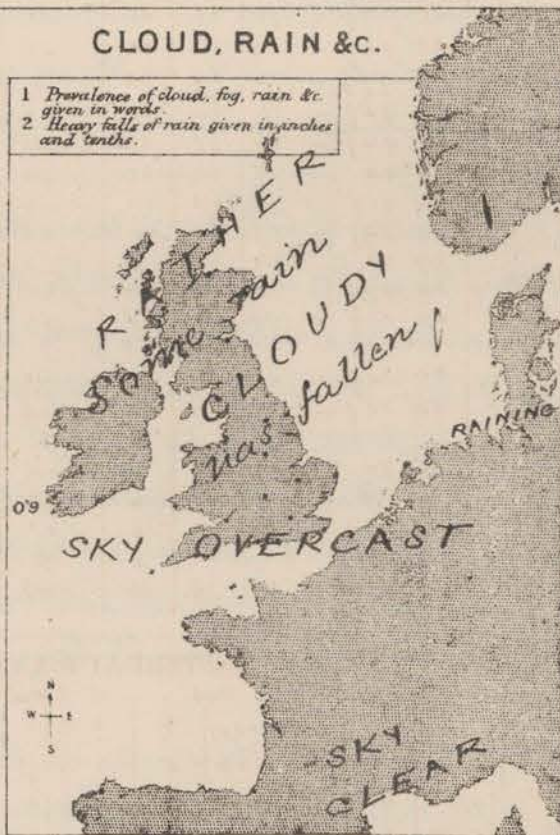 CLOUD, RAIN &c.
1 Prevalence of cloud, fog, rain &c.
given in words.
2 Heavy falls of rain given in inches
and tenths.
RATHER
CLOUDY
Some rain
has fallen
RAINING
0.9
SKY OVERCAST
N
W E
S
SKY
CLEAR